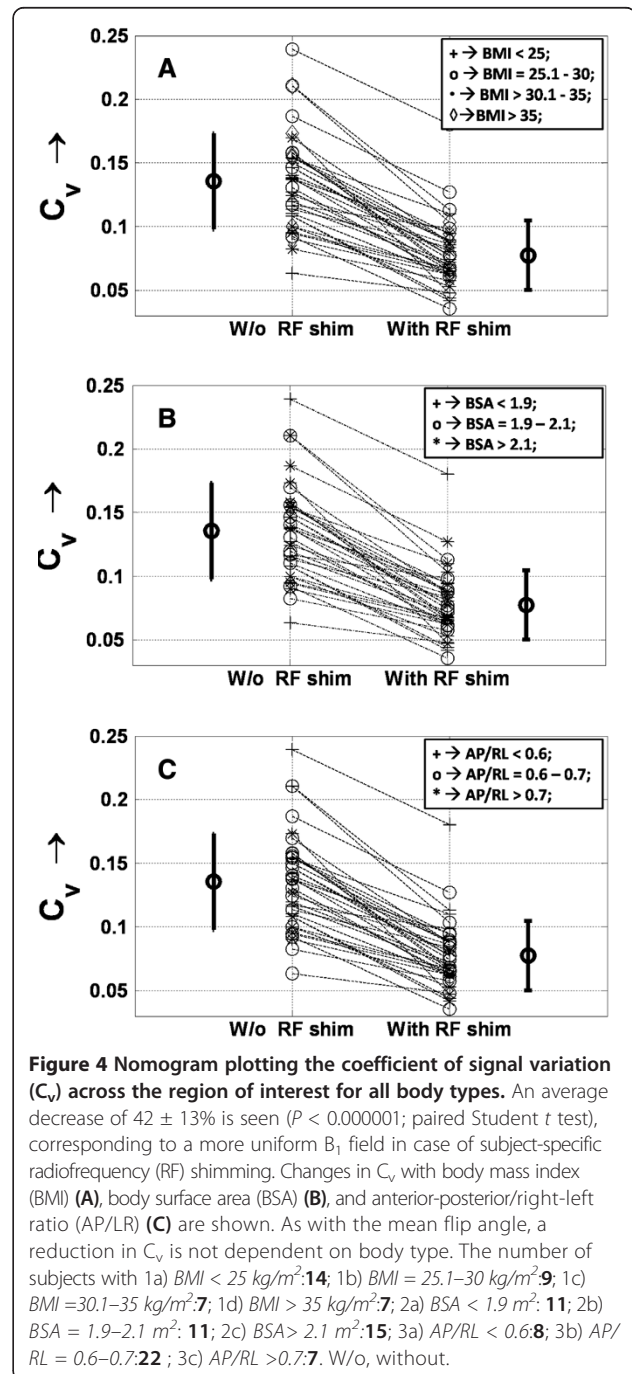 A
+ → BMI < 25;
o → BMI = 25.1 - 30;
• → BMI > 30.1 - 35;
◊→BMI > 35;
0.25
0.2
0.15
0.1
0.05
Cv →
W/o RF shim With RF shim
B
+ → BSA < 1.9;
o → BSA = 1.9 – 2.1;
* → BSA > 2.1;
0.25
0.2
0.15
0.1
0.05
Cv →
W/o RF shim With RF shim
C
+ → AP/RL < 0.6;
o → AP/RL = 0.6 – 0.7;
* → AP/RL > 0.7;
0.25
0.2
0.15
0.1
0.05
Cv →
W/o RF shim With RF shim
Figure 4 Nomogram plotting the coefficient of signal variation
(Cv) across the region of interest for all body types. An average
decrease of 42 ± 13% is seen (P < 0.000001; paired Student t test),
corresponding to a more uniform B1 field in case of subject-specific
radiofrequency (RF) shimming. Changes in Cv with body mass index
(BMI) (A), body surface area (BSA) (B), and anterior-posterior/right-left
ratio (AP/LR) (C) are shown. As with the mean flip angle, a
reduction in Cv is not dependent on body type. The number of
subjects with 1a) BMI < 25 kg/m²:14; 1b) BMI = 25.1–30 kg/m²:9; 1c)
BMI =30.1–35 kg/m²:7; 1d) BMI > 35 kg/m²:7; 2a) BSA < 1.9 m²: 11; 2b)
BSA = 1.9–2.1 m²: 11; 2c) BSA> 2.1 m²:15; 3a) AP/RL < 0.6:8; 3b) AP/
RL = 0.6–0.7:22 ; 3c) AP/RL >0.7:7. W/o, without.